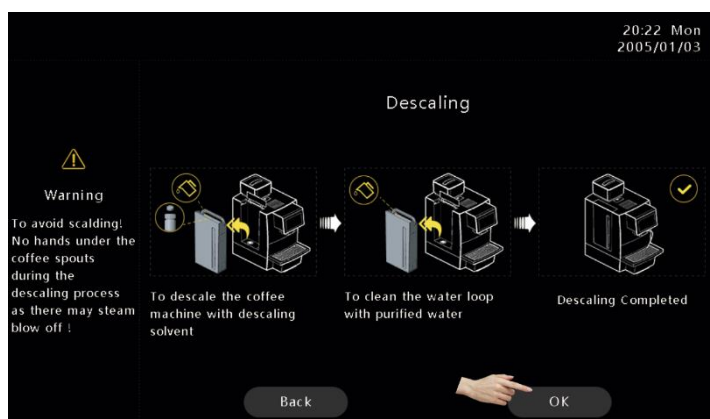 20:22 Mon
2005/01/03
Descaling
Warning
To avoid scalding!
No hands under the
coffee spouts
during the
descaling process
as there may steam
blow off !
To descale the coffee
machine with descaling
solvent
To clean the water loop
with purified water
Descaling Completed
Back
OK